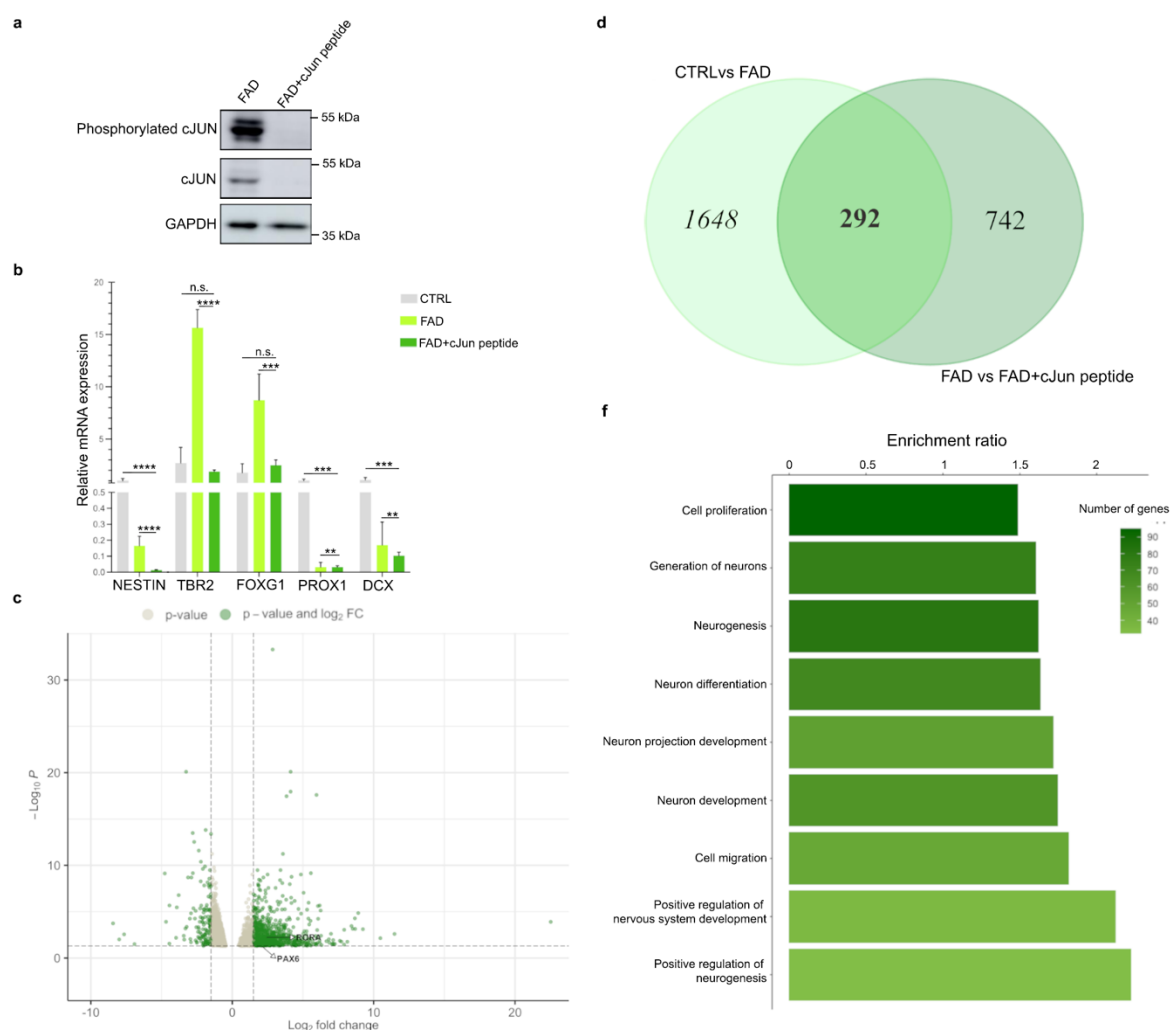 a
FAD
FAD+cJun peptide
Phosphorylated cJUN
55 kDa
cJUN
55 kDa
GAPDH
35 kDa
b
Relative mRNA expression
20
15
10
5
0.5
0.4
0.3
0.2
0.1
0.0
n.s.
****
n.s.
***
****
****
***
**
***
**
CTRL
FAD
FAD+cJun peptide
NESTIN TBR2 FOXG1 PROX1 DCX
c
p-value
p – value and log2 FC
– Log10 P
30
20
10
0
RORA
PAX6
-10 0 10 20
Log2 fold change
d
CTRLvs FAD
1648
292
742
FAD vs FAD+cJun peptide
f
Enrichment ratio
0 0.5 1 1.5 2
Cell proliferation
Generation of neurons
Neurogenesis
Neuron differentiation
Neuron projection development
Neuron development
Cell migration
Positive regulation of
nervous system development
Positive regulation of
neurogenesis
Number of genes
90
80
70
60
50
40